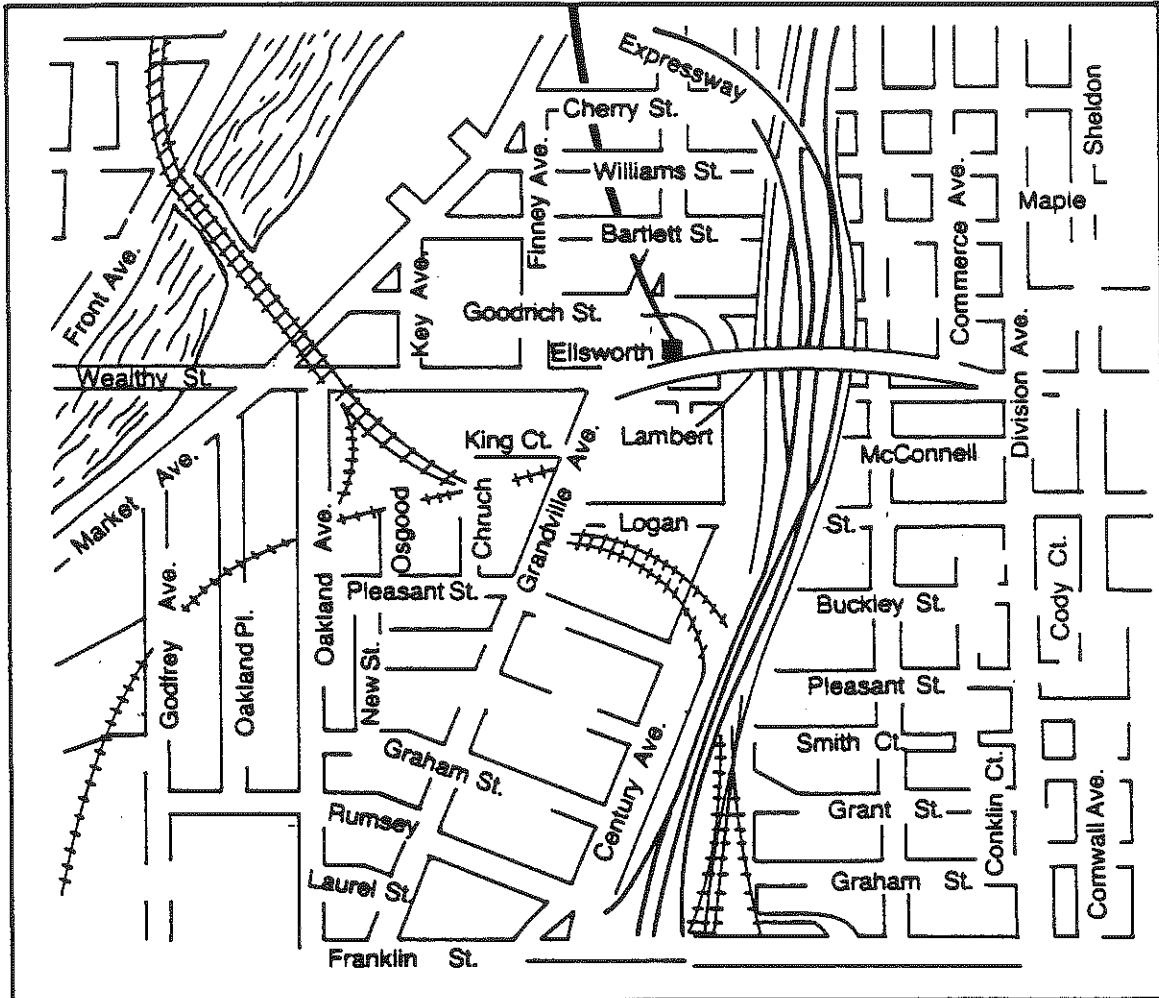 Expressway
Cherry St.
Williams St.
Bartlett St.
Finney Ave.
Key Ave.
Goodrich St.
Ellsworth
Commerce Ave.
Sheldon
Maple
Front Ave.
Wealthy St.
Market Ave.
King Ct.
Grandville Ave.
Lambert
McConnell
Division Ave.
Logan
St.
Osgood
Chruch
Oakland Ave.
Pleasant St.
Godfrey Ave.
Oakland Pl.
New St.
Buckley St.
Cody Ct.
Pleasant St.
Smith Ct.
Graham St.
Century Ave.
Grant St.
Conklin Ct.
Cornwall Ave.
Rumsey
Laurel St.
Graham St.
Franklin St.